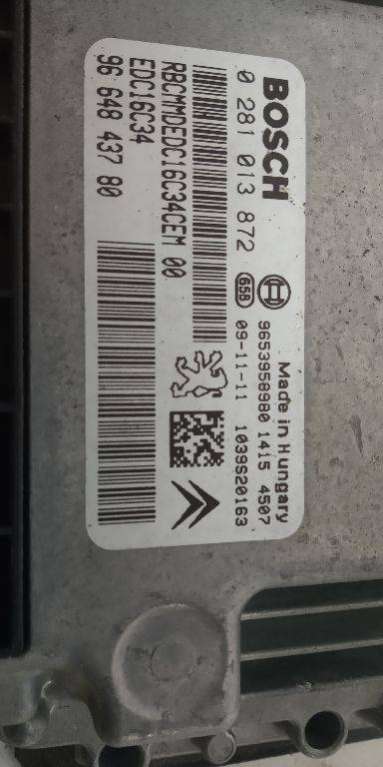 BOSCH
0 281 013 872
RBCMMDEDC16C34CEM 00
EDC16C34
96 648 437 80
658
Made in Hungary
9653958980 1415 4507
09-11-11 1039S20163